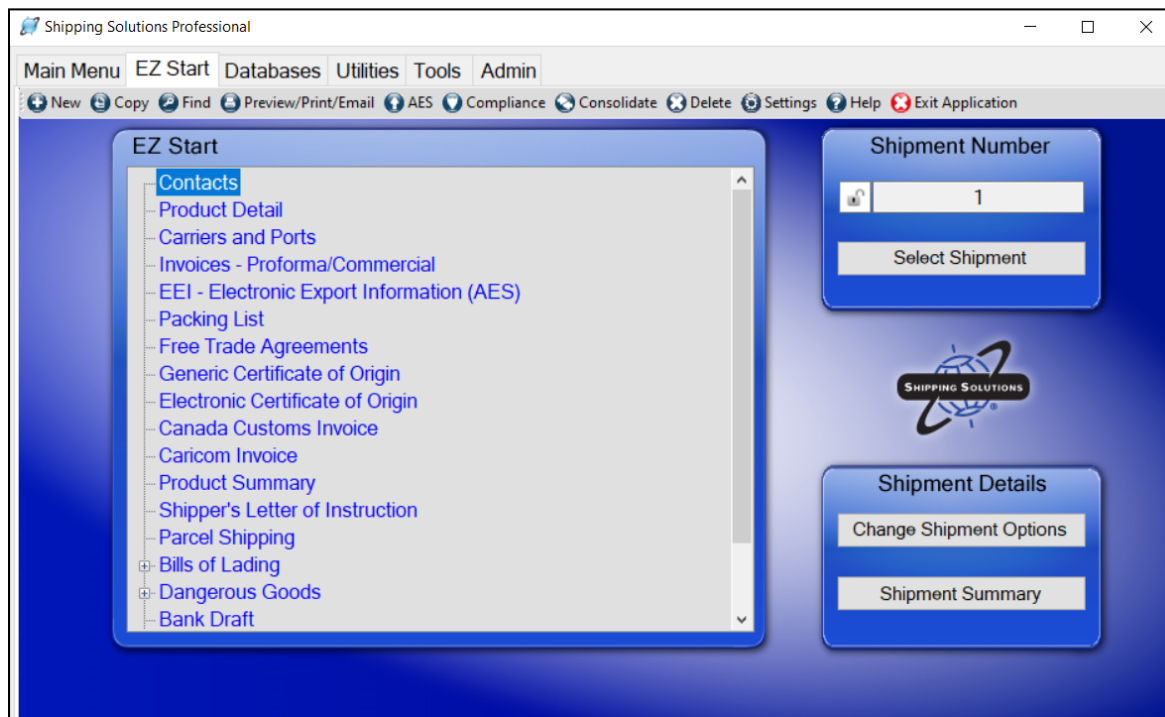 Shipping Solutions Professional
Main Menu EZ Start Databases Utilities Tools Admin
New Copy Find Preview/Print/Email AES Compliance Consolidate Delete Settings Help Exit Application
EZ Start
Contacts
Product Detail
Carriers and Ports
Invoices - Proforma/Commercial
EEI - Electronic Export Information (AES)
Packing List
Free Trade Agreements
Generic Certificate of Origin
Electronic Certificate of Origin
Canada Customs Invoice
Caricom Invoice
Product Summary
Shipper's Letter of Instruction
Parcel Shipping
Bills of Lading
Dangerous Goods
Bank Draft
Shipment Number
1
Select Shipment
SHIPPING SOLUTIONS
®
Shipment Details
Change Shipment Options
Shipment Summary